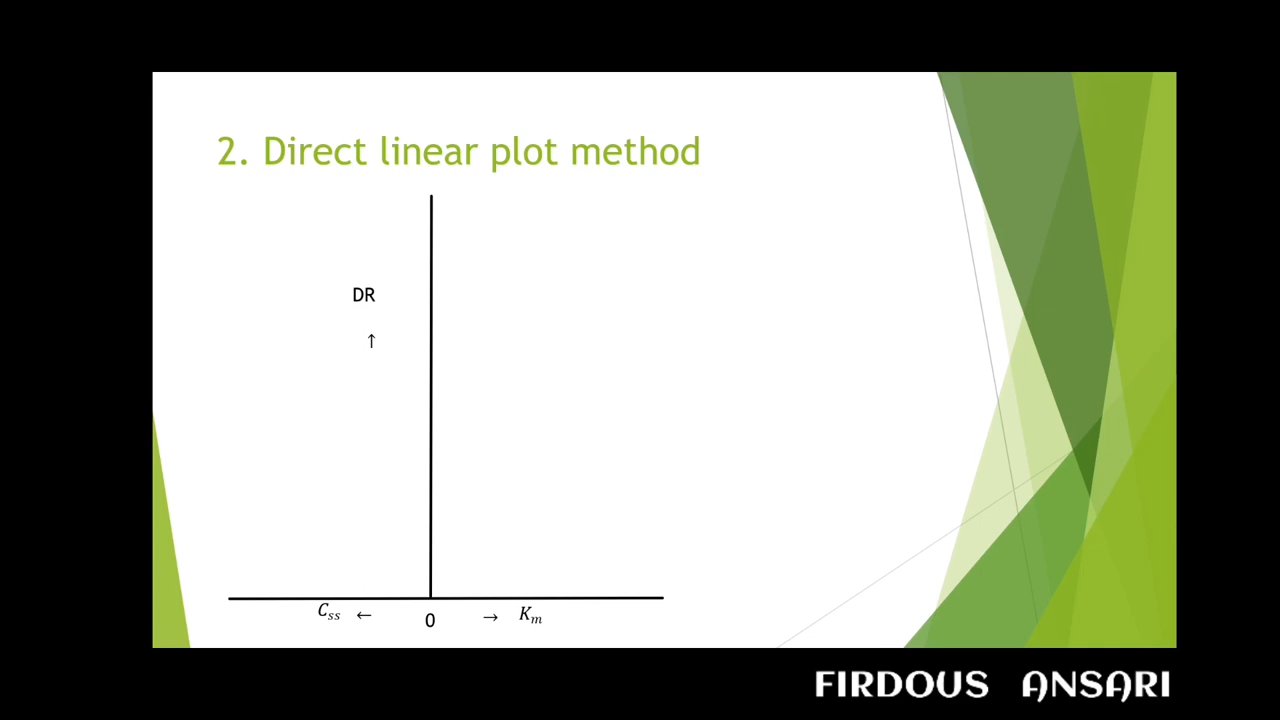 2. Direct linear plot method
DR
↑
C_ss ← 0 → K_m
FIRDOUS ANSARI